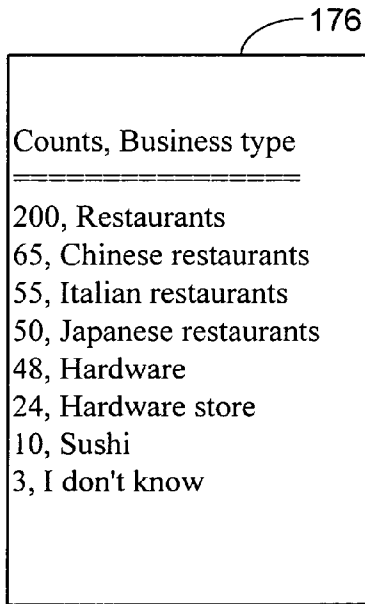 176
Counts, Business type
================
200, Restaurants
65, Chinese restaurants
55, Italian restaurants
50, Japanese restaurants
48, Hardware
24, Hardware store
10, Sushi
3, I don't know